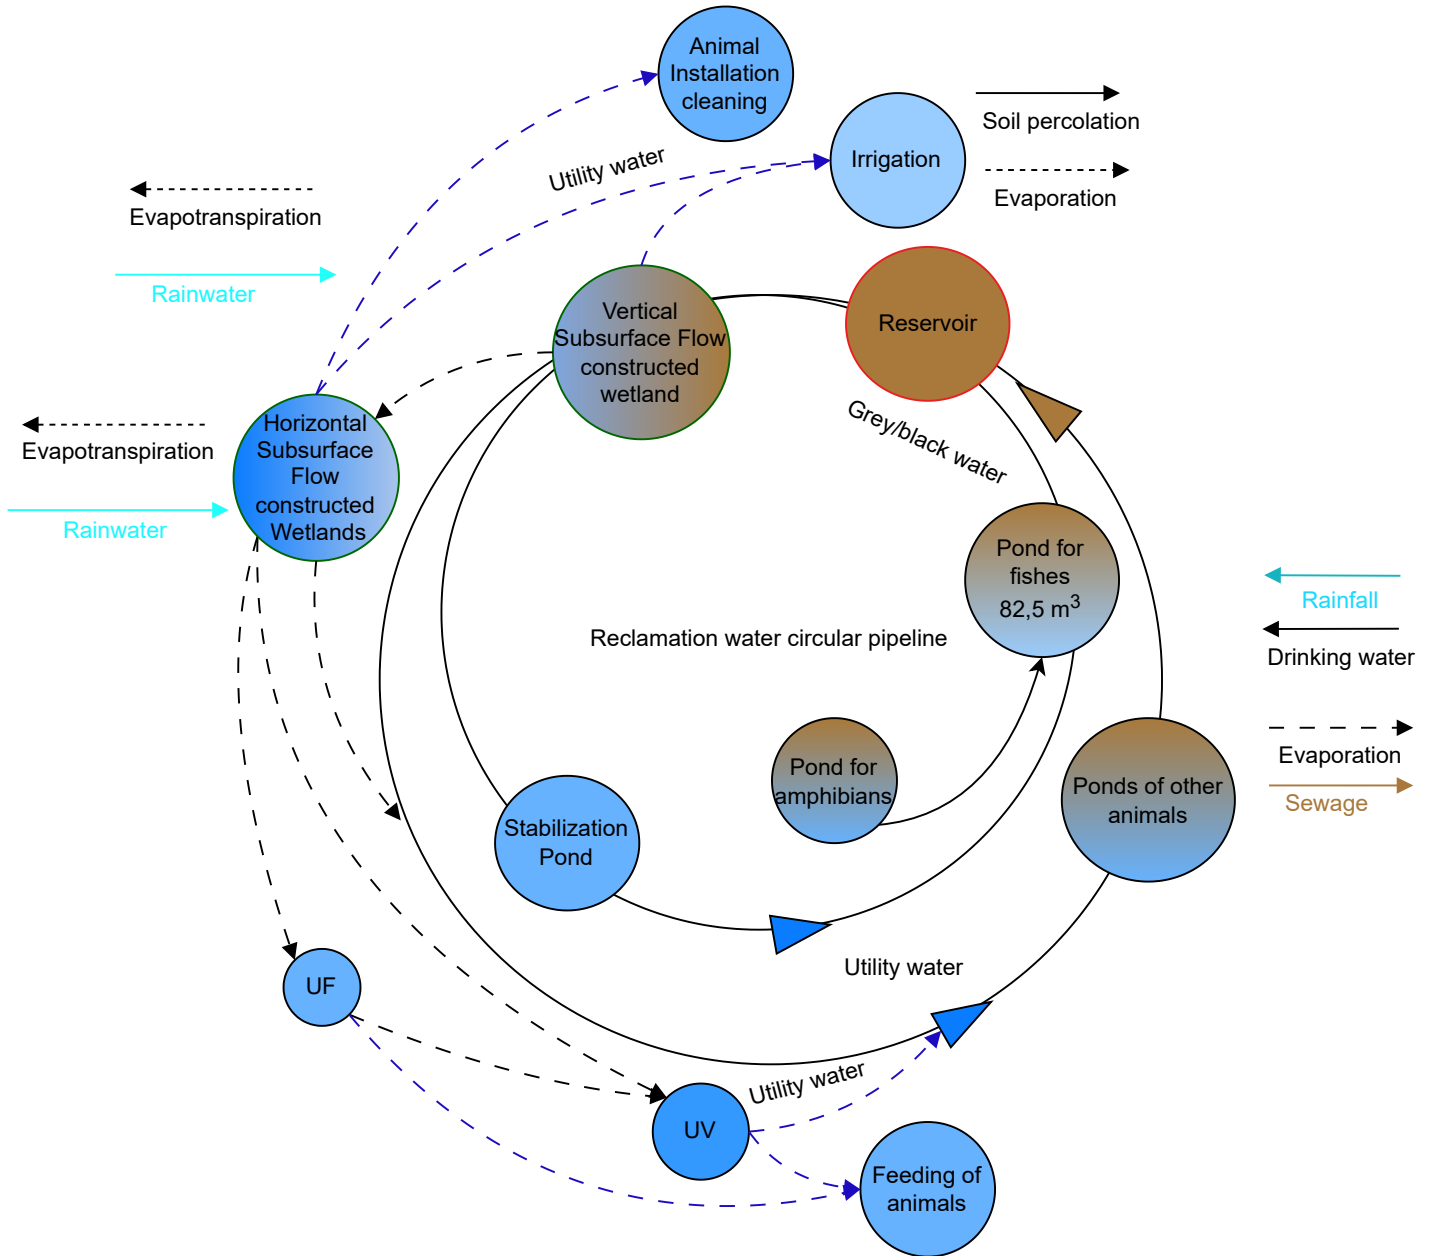 Animal
Installation
cleaning
Irrigation
Soil percolation
Evaporation
Utility water
Evapotranspiration
Rainwater
Vertical
Subsurface Flow
constructed
wetland
Reservoir
Grey/black water
Horizontal
Subsurface
Flow
constructed
Wetlands
Evapotranspiration
Rainwater
Pond for
fishes
82,5 m³
Rainfall
Drinking water
Evaporation
Sewage
Reclamation water circular pipeline
Pond for
amphibians
Ponds of other
animals
Stabilization
Pond
Utility water
UF
Utility water
UV
Feeding of
animals